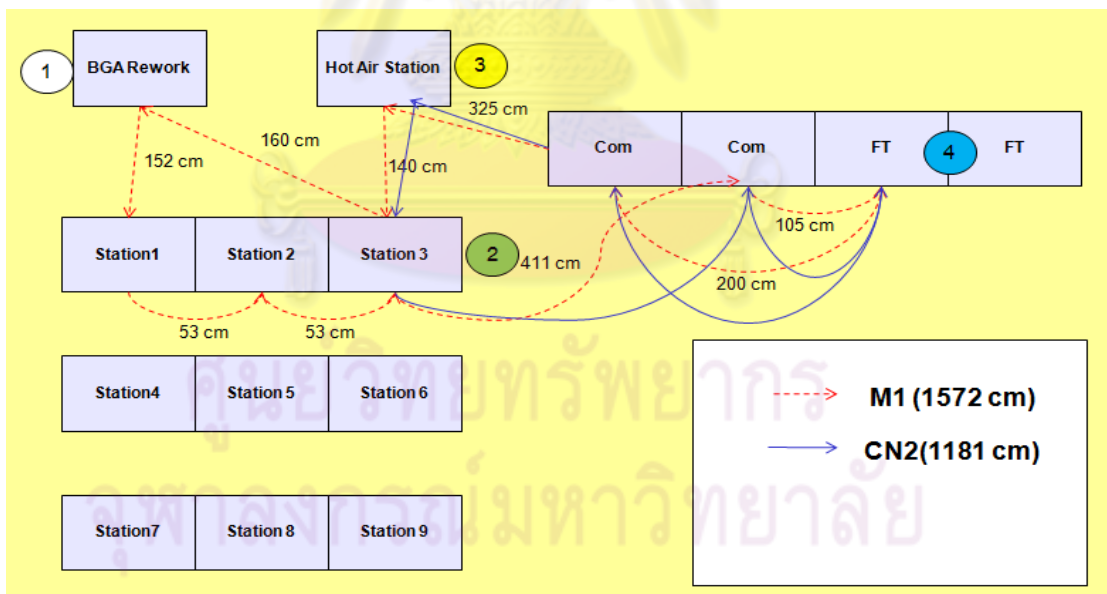 1
BGA Rework
Hot Air Station
3
325 cm
160 cm
152 cm
140 cm
Com
Com
FT
4
FT
105 cm
200 cm
Station1
Station 2
Station 3
2
411 cm
53 cm
53 cm
Station4
Station 5
Station 6
M1 (1572 cm)
CN2(1181 cm)
ศูนย์วิทยทรัพยากร
จุฬาลงกรณ์มหาวิทยาลัย
Station7
Station 8
Station 9